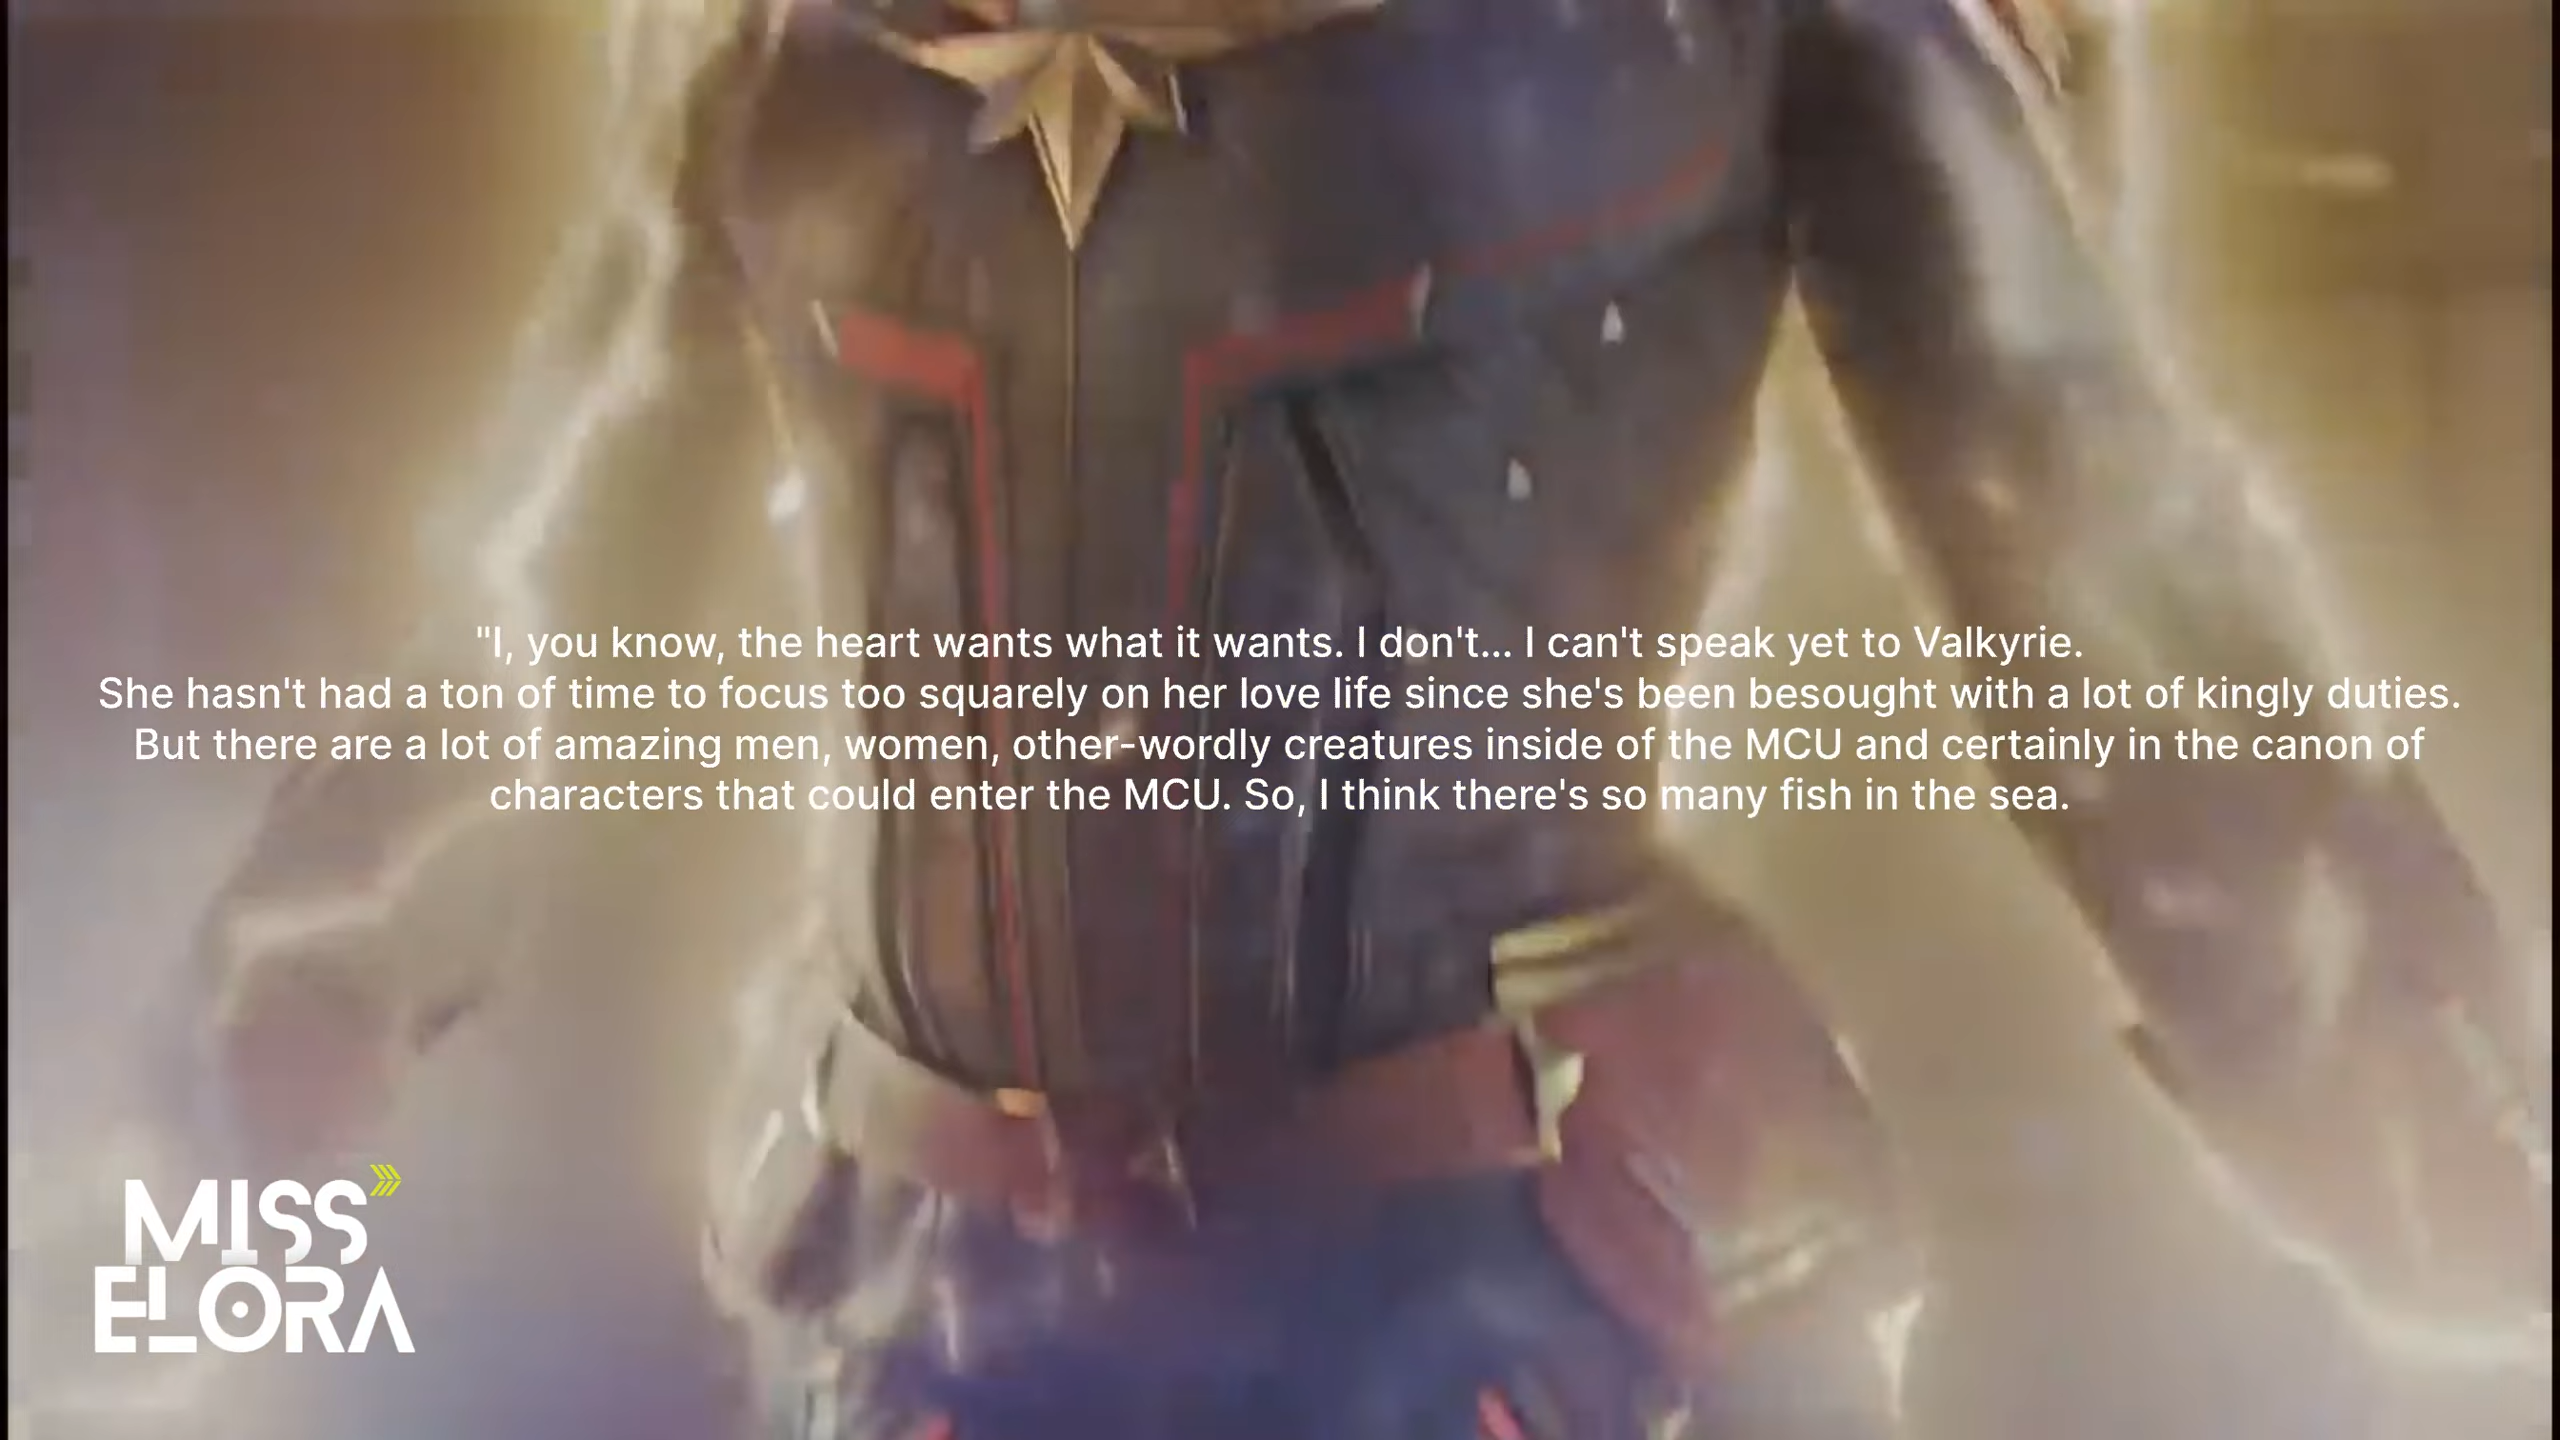 "I, you know, the heart wants what it wants. I don't... I can't speak yet to Valkyrie.
She hasn't had a ton of time to focus too squarely on her love life since she's been besought with a lot of kingly duties.
But there are a lot of amazing men, women, other-wordly creatures inside of the MCU and certainly in the canon of
characters that could enter the MCU. So, I think there's so many fish in the sea.
MISS
ELORA